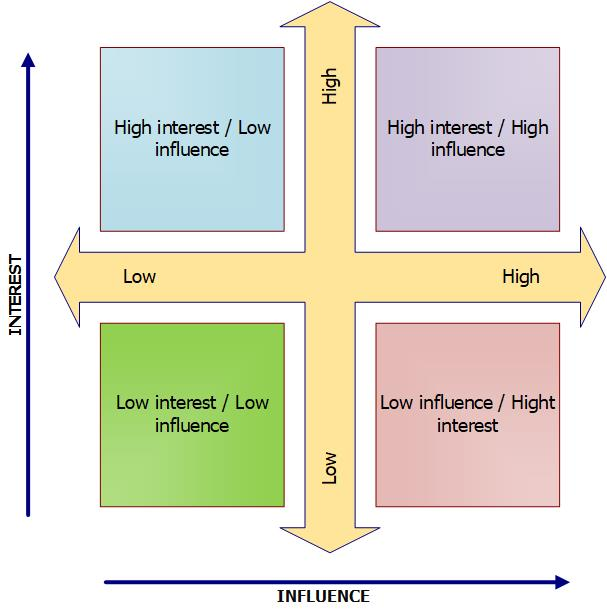 High
High interest / Low
influence
High interest / High
influence
Low
High
INTEREST
Low interest / Low
influence
Low influence / Hight
interest
Low
INFLUENCE